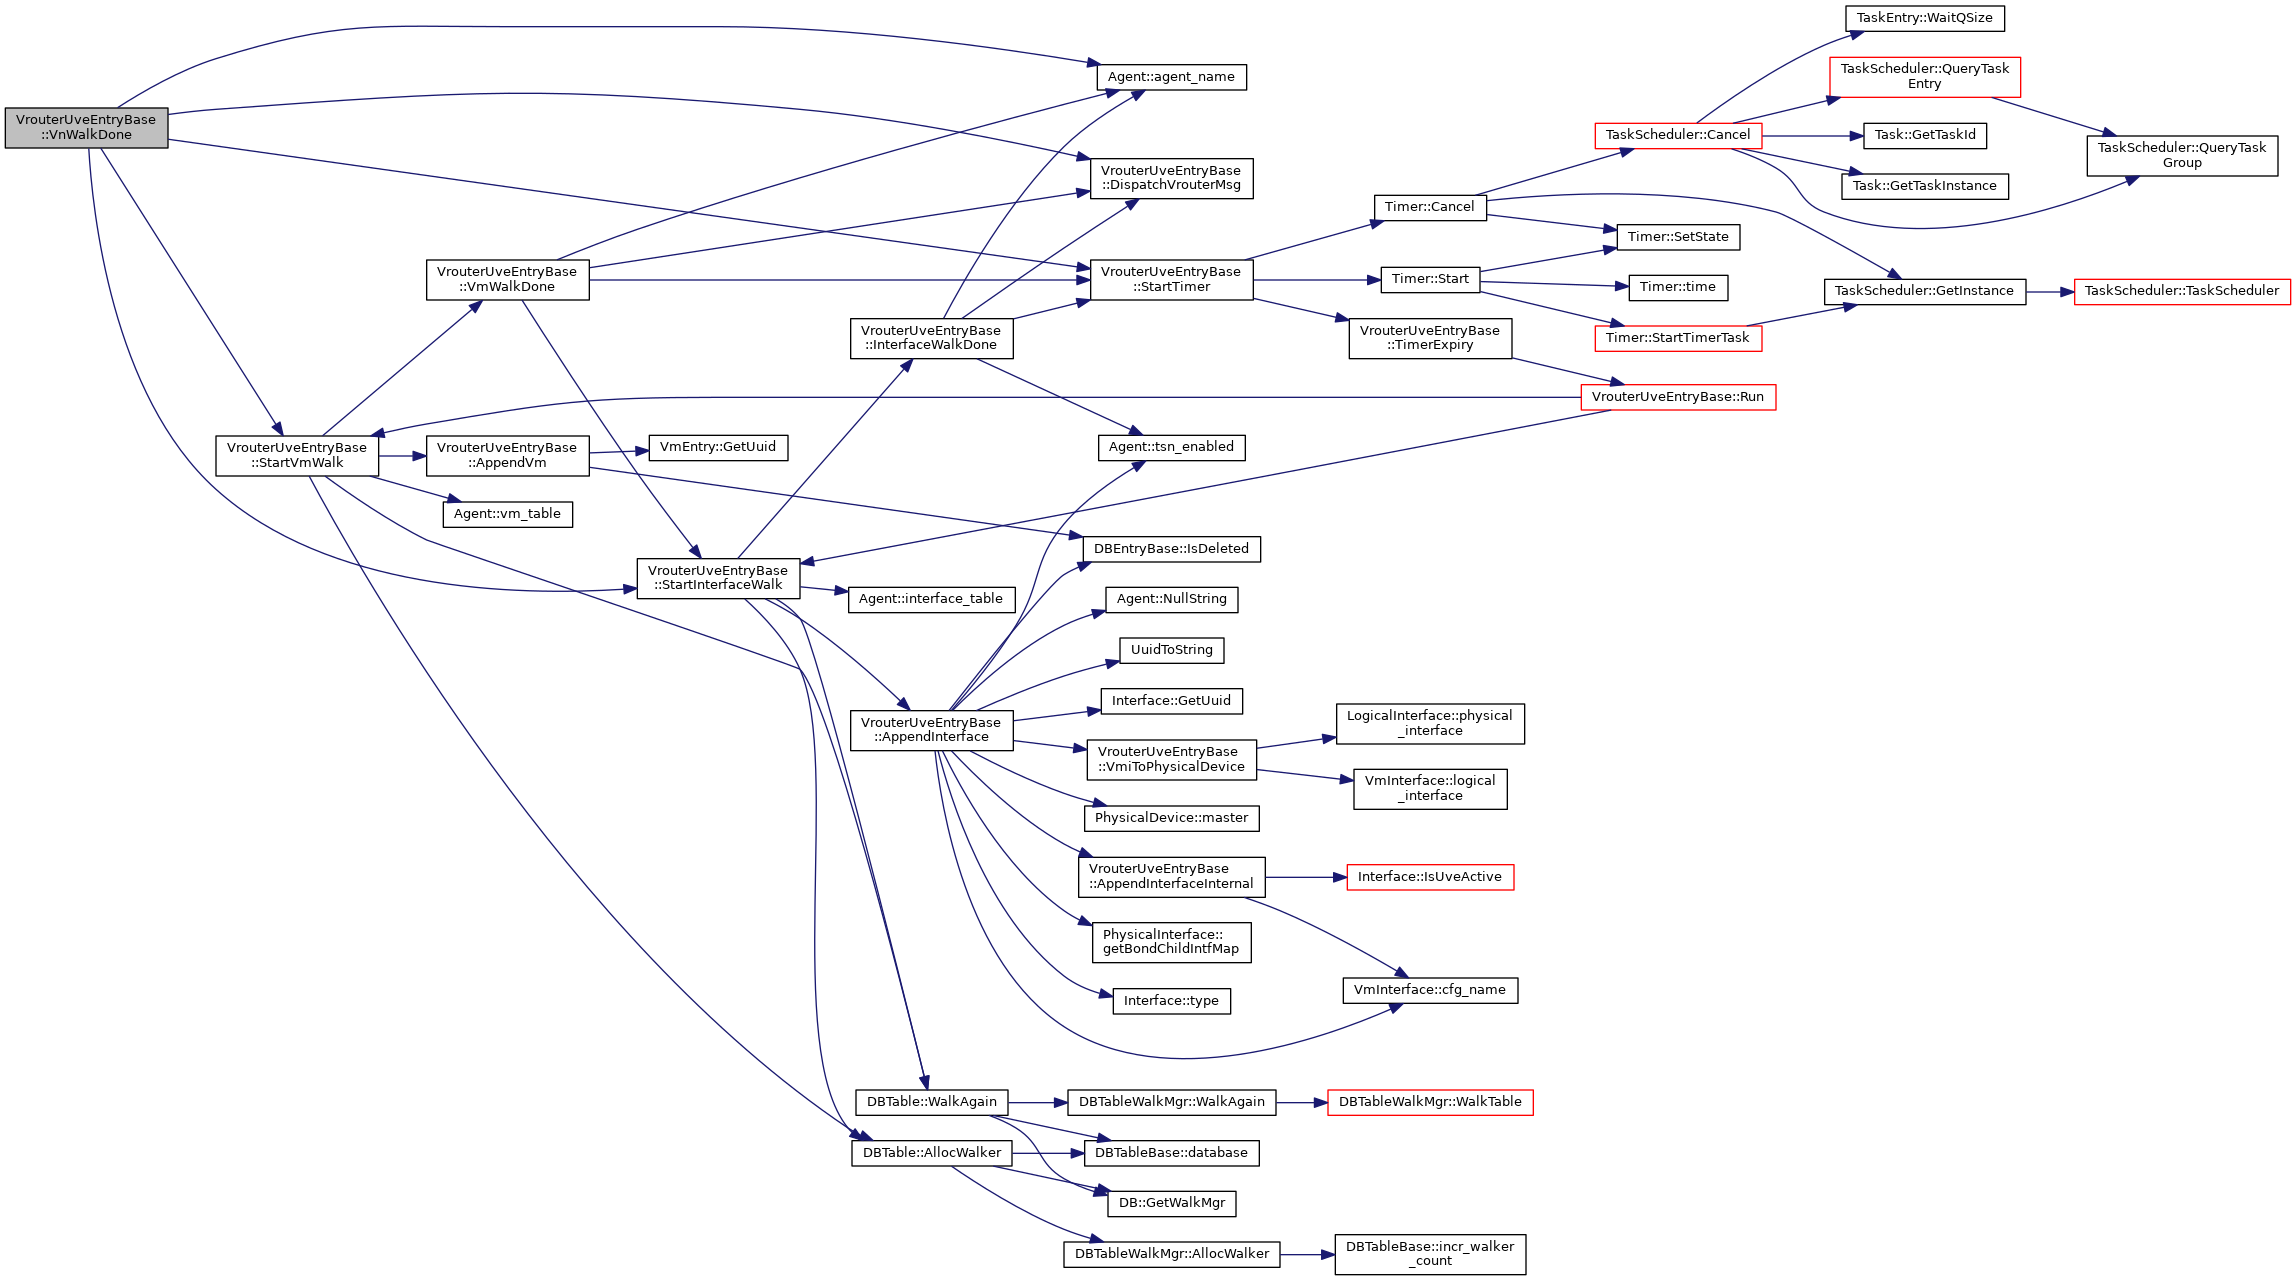 TaskEntry::WaitQSize
TaskScheduler::QueryTask
Entry
Agent::agent_name
VrouterUveEntryBase
::VnWalkDone
TaskScheduler::Cancel
Task::GetTaskId
TaskScheduler::QueryTask
Group
VrouterUveEntryBase
::DispatchVrouterMsg
Task::GetTaskInstance
Timer::Cancel
Timer::SetState
VrouterUveEntryBase
::VmWalkDone
VrouterUveEntryBase
::StartTimer
Timer::Start
Timer::time
TaskScheduler::GetInstance
TaskScheduler::TaskScheduler
VrouterUveEntryBase
::InterfaceWalkDone
VrouterUveEntryBase
::TimerExpiry
Timer::StartTimerTask
VrouterUveEntryBase::Run
VrouterUveEntryBase
::StartVmWalk
VrouterUveEntryBase
::AppendVm
VmEntry::GetUuid
Agent::tsn_enabled
Agent::vm_table
DBEntryBase::IsDeleted
VrouterUveEntryBase
::StartInterfaceWalk
Agent::interface_table
Agent::NullString
UuidToString
Interface::GetUuid
VrouterUveEntryBase
::AppendInterface
LogicalInterface::physical
_interface
VrouterUveEntryBase
::VmiToPhysicalDevice
VmInterface::logical
_interface
PhysicalDevice::master
VrouterUveEntryBase
::AppendInterfaceInternal
Interface::IsUveActive
PhysicalInterface::
getBondChildIntfMap
VmInterface::cfg_name
Interface::type
DBTable::WalkAgain
DBTableWalkMgr::WalkAgain
DBTableWalkMgr::WalkTable
DBTable::AllocWalker
DBTableBase::database
DB::GetWalkMgr
DBTableWalkMgr::AllocWalker
DBTableBase::incr_walker
_count